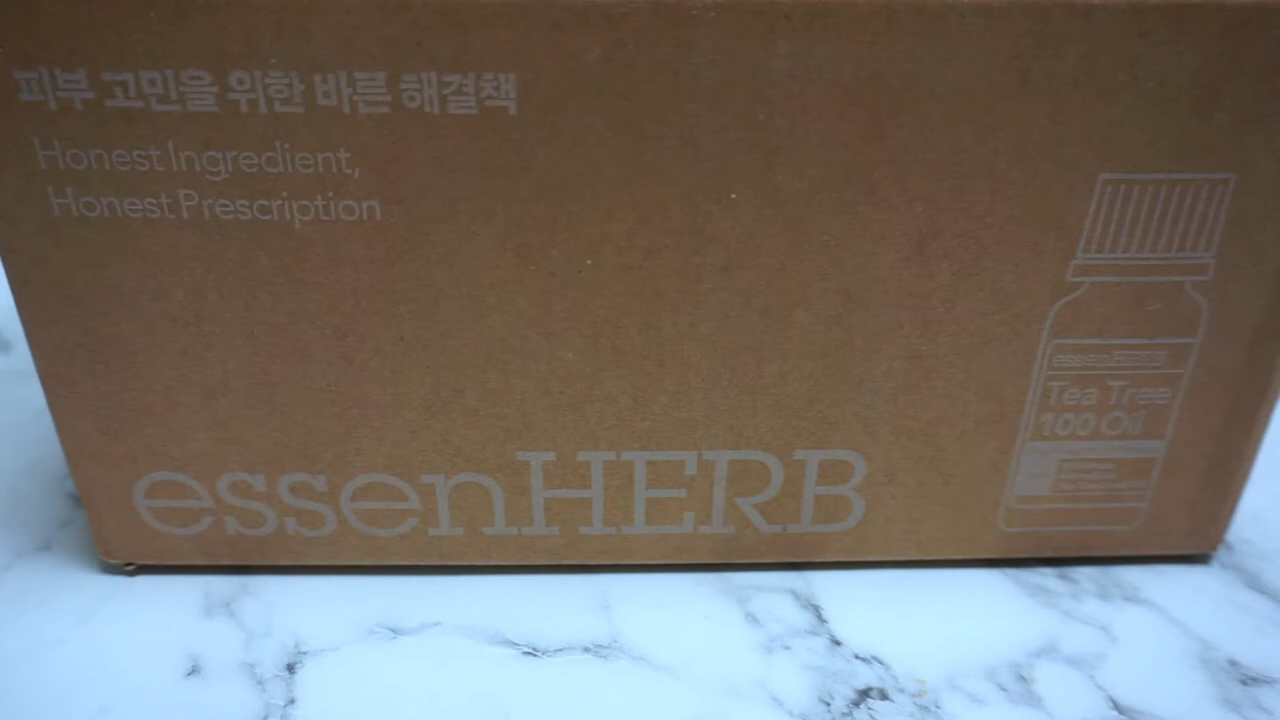 피부 고민을 위한 바른 해결책
Honest Ingredient,
Honest Prescription
essenHERB
Tea Tree
100 Oil
essenHERB